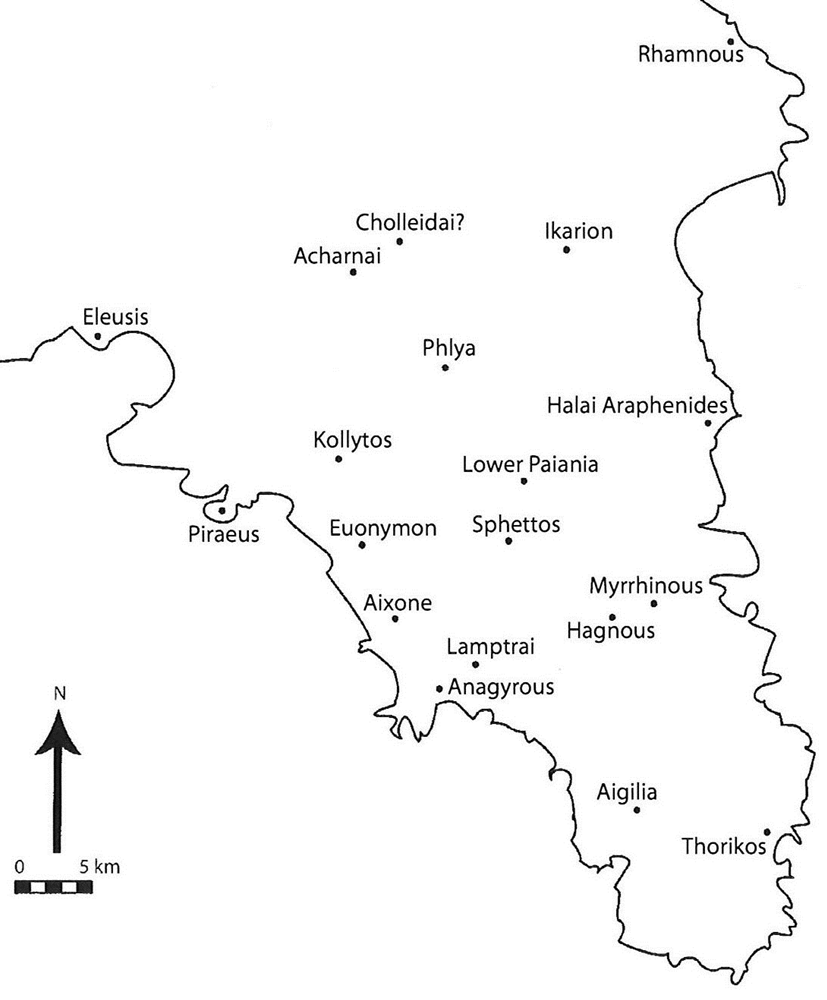 Rhamnous
Cholleidai?
Ikarion
Acharnai
Eleusis
Phlya
Halai Araphenides
Kollytos
Lower Paiania
Sphettos
Euonymon
Piraeus
Myrrhinous
Aixone
Hagnous
Lamptrai
Anagyrous
N
Aigilia
Thorikos
0 5 km